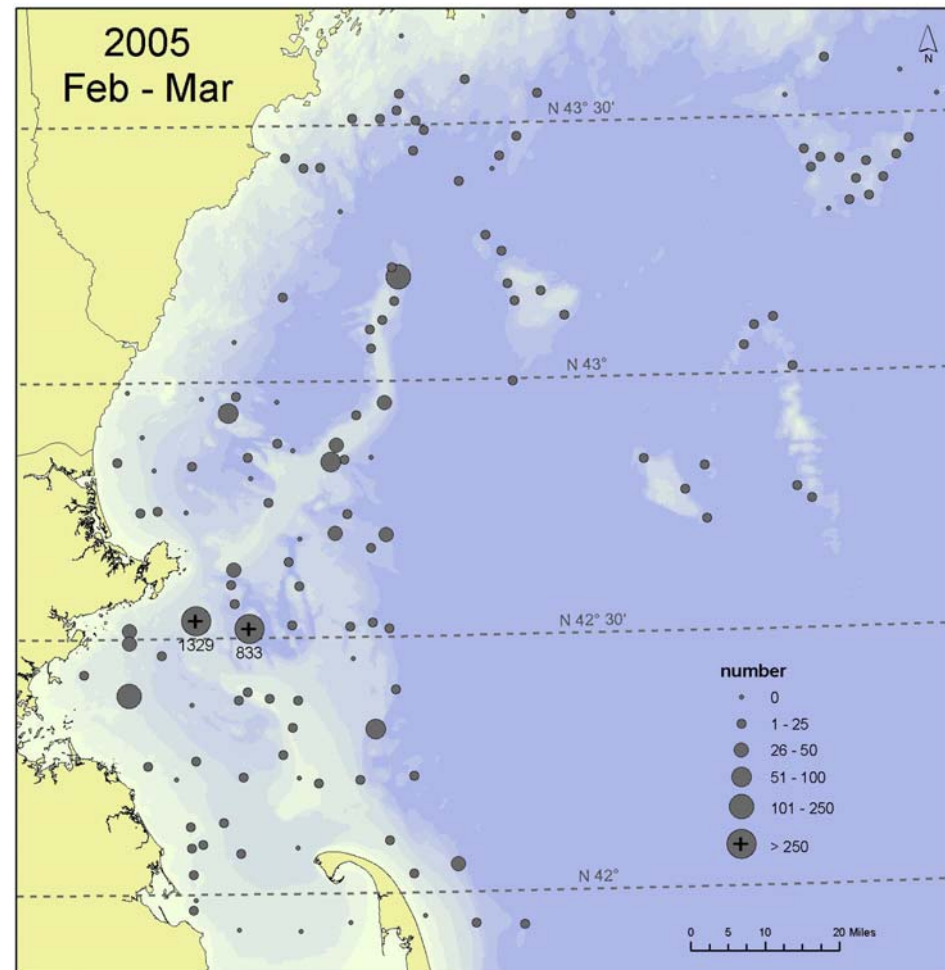 2005
Feb - Mar
N
N 43° 30'
N 43°
N 42° 30'
1329
833
number
0
1 - 25
26 - 50
51 - 100
101 - 250
> 250
N 42°
0 5 10 20 Miles